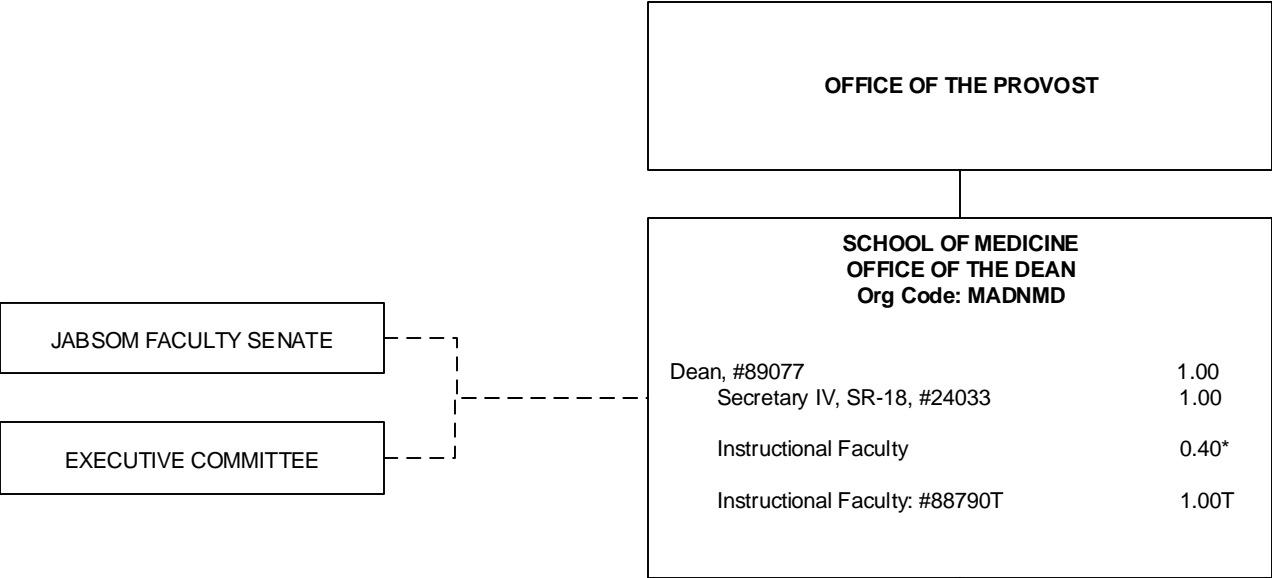 OFFICE OF THE PROVOST
SCHOOL OF MEDICINE
OFFICE OF THE DEAN
Org Code: MADNMD
JABSOM FACULTY SENATE
EXECUTIVE COMMITTEE
Dean, #89077 1.00
Secretary IV, SR-18, #24033 1.00
Instructional Faculty 0.40*
Instructional Faculty: #88790T 1.00T